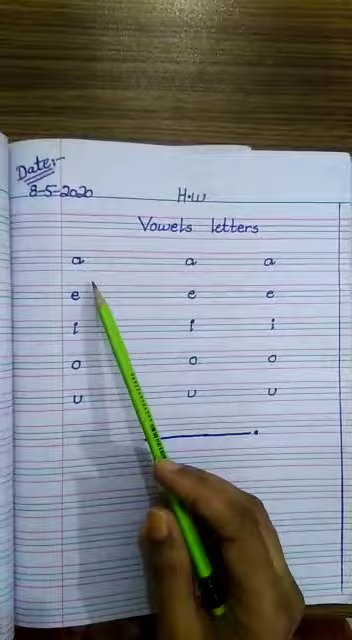 Date:-
8-5-2020
H.W
Vowels letters
a a a
e e e
i i i
o o o
u u u